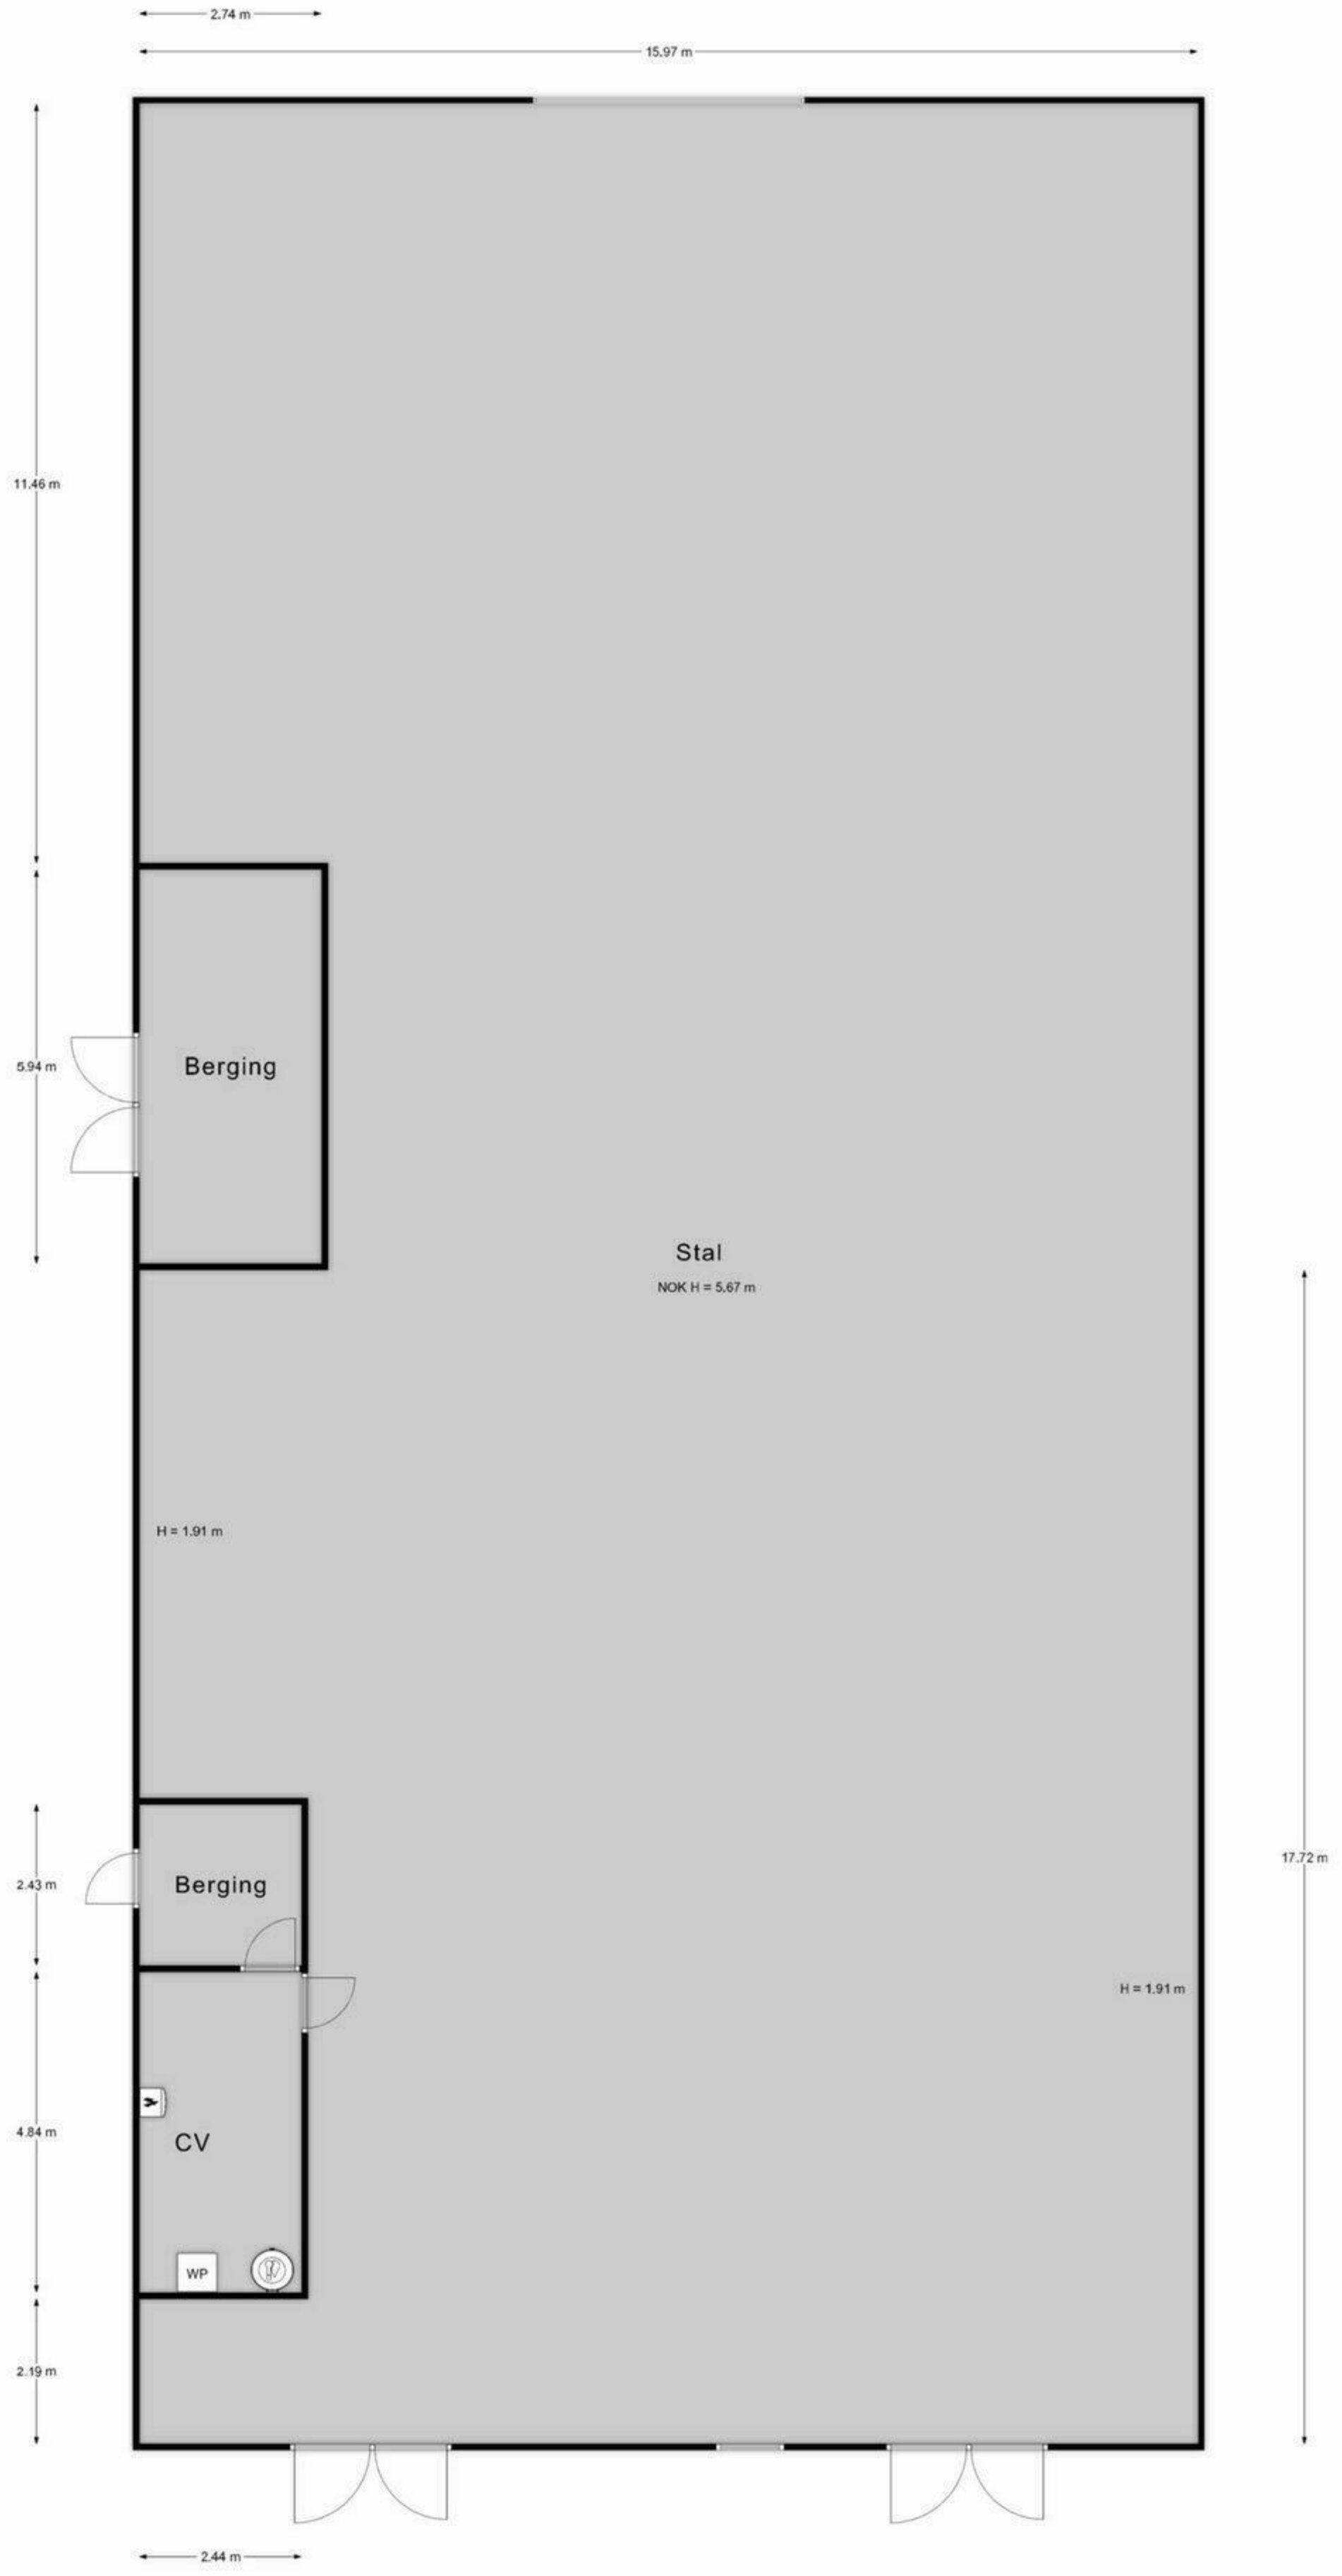 2.74 m
15.97 m
11.46 m
5.94 m
Berging
Stal
NOK H = 5.67 m
H = 1.91 m
2.43 m
Berging
17.72 m
H = 1.91 m
4.84 m
CV
WP
2.19 m
2.44 m